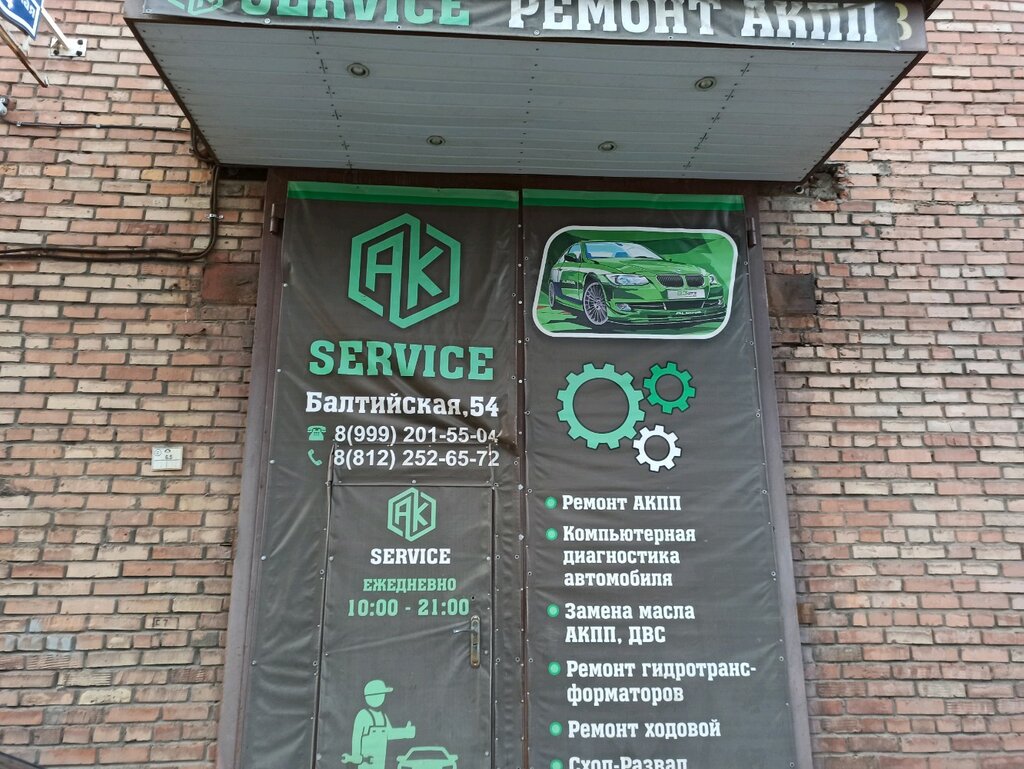 SERVICE РЕМОНТ АКПП
AK
SERVICE
Балтийская,54
8(999) 201-55-04
8(812) 252-65-72
AK
SERVICE
ЕЖЕДНЕВНО
10:00 - 21:00
Ремонт АКПП
Компьютерная
диагностика
автомобиля
Замена масла
АКПП, ДВС
Ремонт гидротранс-
форматоров
Ремонт ходовой
Сход-Развал